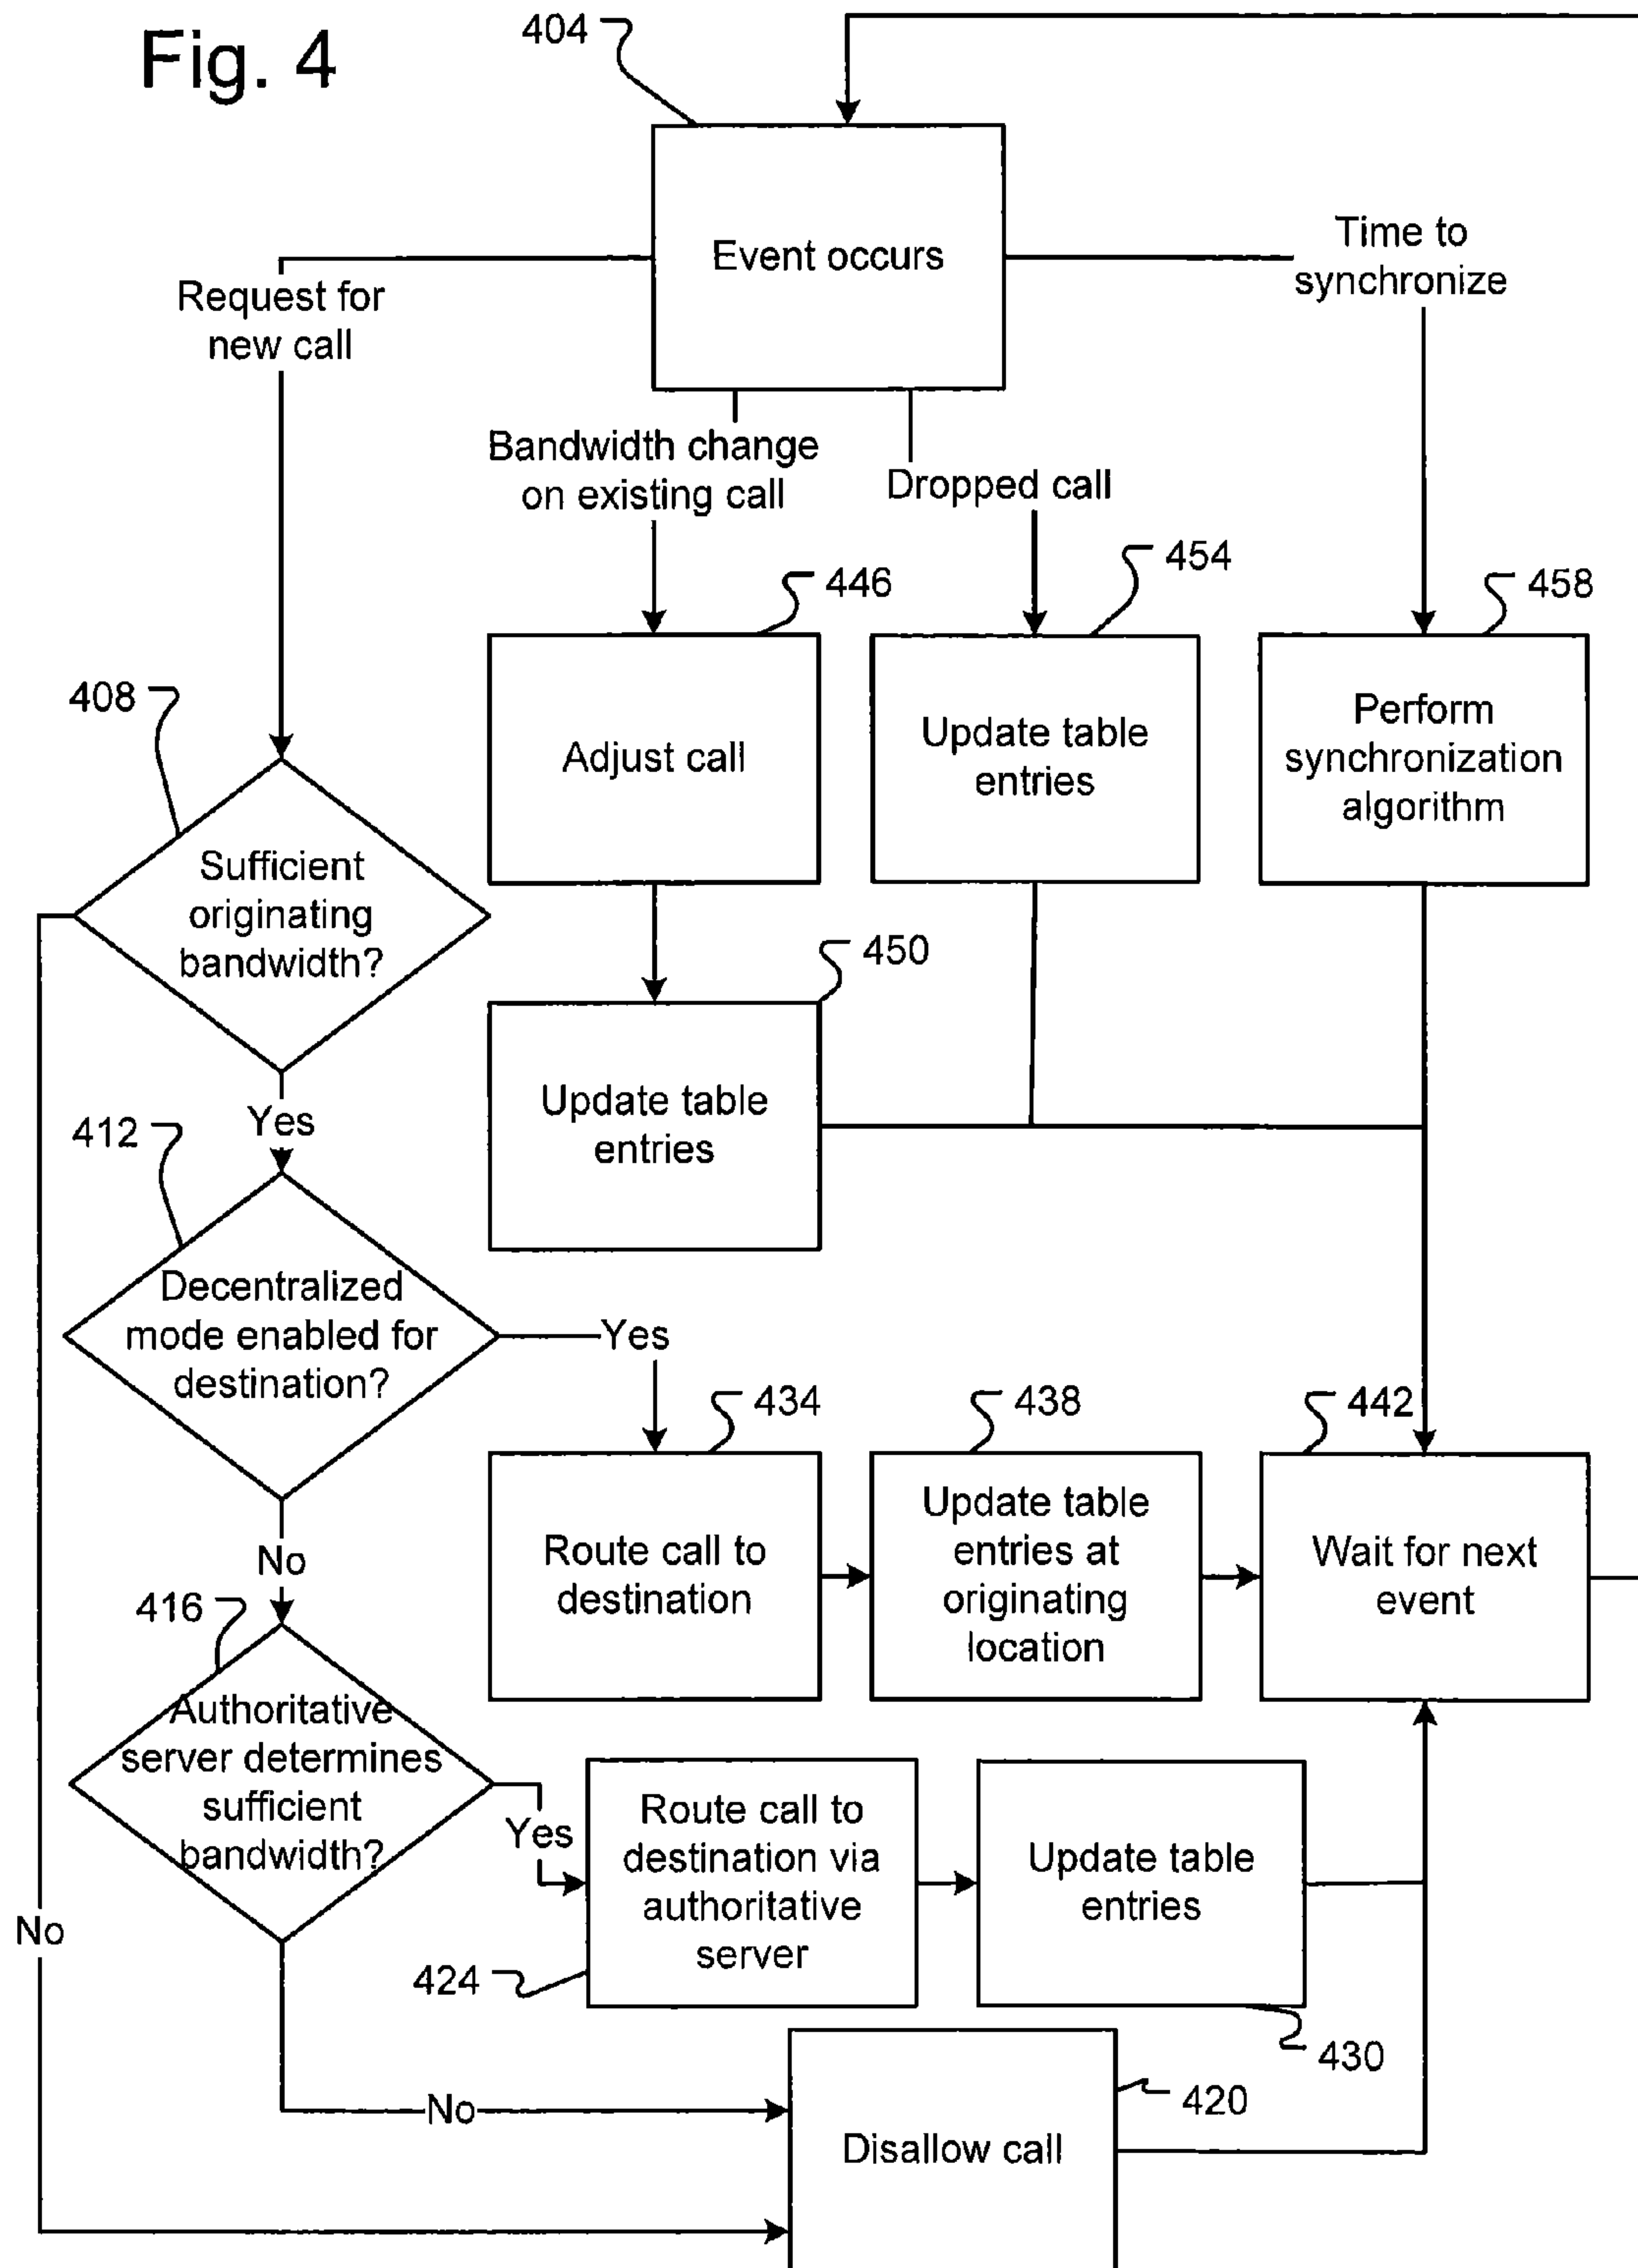 Fig. 4
404
Event occurs
Time to
synchronize
Request for
new call
Bandwidth change
on existing call
Dropped call
446
454
458
408
Adjust call
Update table
entries
Perform
synchronization
algorithm
Sufficient
originating
bandwidth?
450
Yes
412
Update table
entries
Decentralized
mode enabled for
destination?
Yes
434
438
442
No
Route call to
destination
Update table
entries at
originating
location
Wait for next
event
416
Authoritative
server determines
sufficient
bandwidth?
Yes
Route call to
destination via
authoritative
server
Update table
entries
No
424
430
420
No
Disallow call